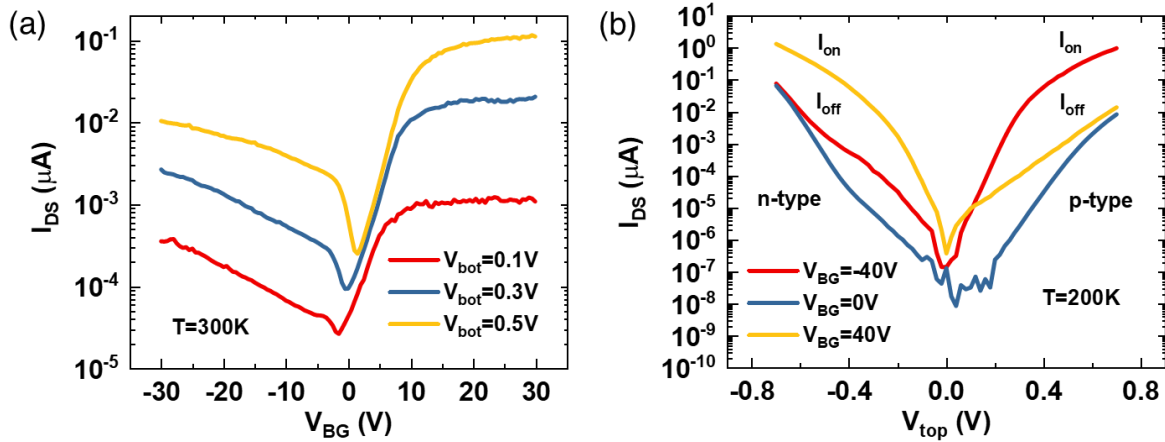 (a)
10^-1
10^-2
10^-3
10^-4
10^-5
I_DS (μA)
V_bot=0.1V
V_bot=0.3V
V_bot=0.5V
T=300K
-30 -20 -10 0 10 20 30
V_BG (V)
(b)
10^1
10^0
10^-1
10^-2
10^-3
10^-4
10^-5
10^-6
10^-7
10^-8
10^-9
10^-10
I_DS (μA)
I_on I_on
I_off I_off
n-type p-type
V_BG=-40V
V_BG=0V
V_BG=40V
T=200K
-0.8 -0.4 0.0 0.4 0.8
V_top (V)